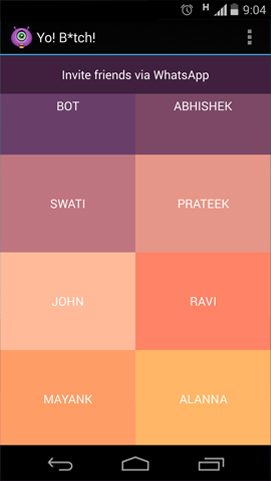 H 9:04
Yo! B*tch!
Invite friends via WhatsApp
BOT ABHISHEK
SWATI PRATEEK
JOHN RAVI
MAYANK ALANNA